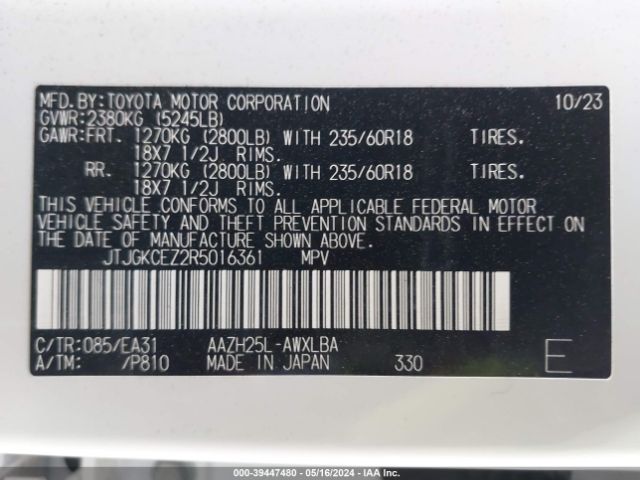 MFD.BY:TOYOTA MOTOR CORPORATION 10/23
GVWR:2380KG (5245LB)
GAWR:FRT. 1270KG (2800LB) WITH 235/60R18 TIRES.
18X7 1/2J RIMS.
RR. 1270KG (2800LB) WITH 235/60R18 TIRES.
18X7 1/2J RIMS.
THIS VEHICLE CONFORMS TO ALL APPLICABLE FEDERAL MOTOR
VEHICLE SAFETY AND THEFT PREVENTION STANDARDS IN EFFECT ON
THE DATE OF MANUFACTURE SHOWN ABOVE.
JTJGKCEZ2R5016361 MPV
C/TR:085/EA31 AAZH25L-AWXLBA
A/TM: /P810 MADE IN JAPAN 330 E
000-39447480 - 05/16/2024 - IAAI.com